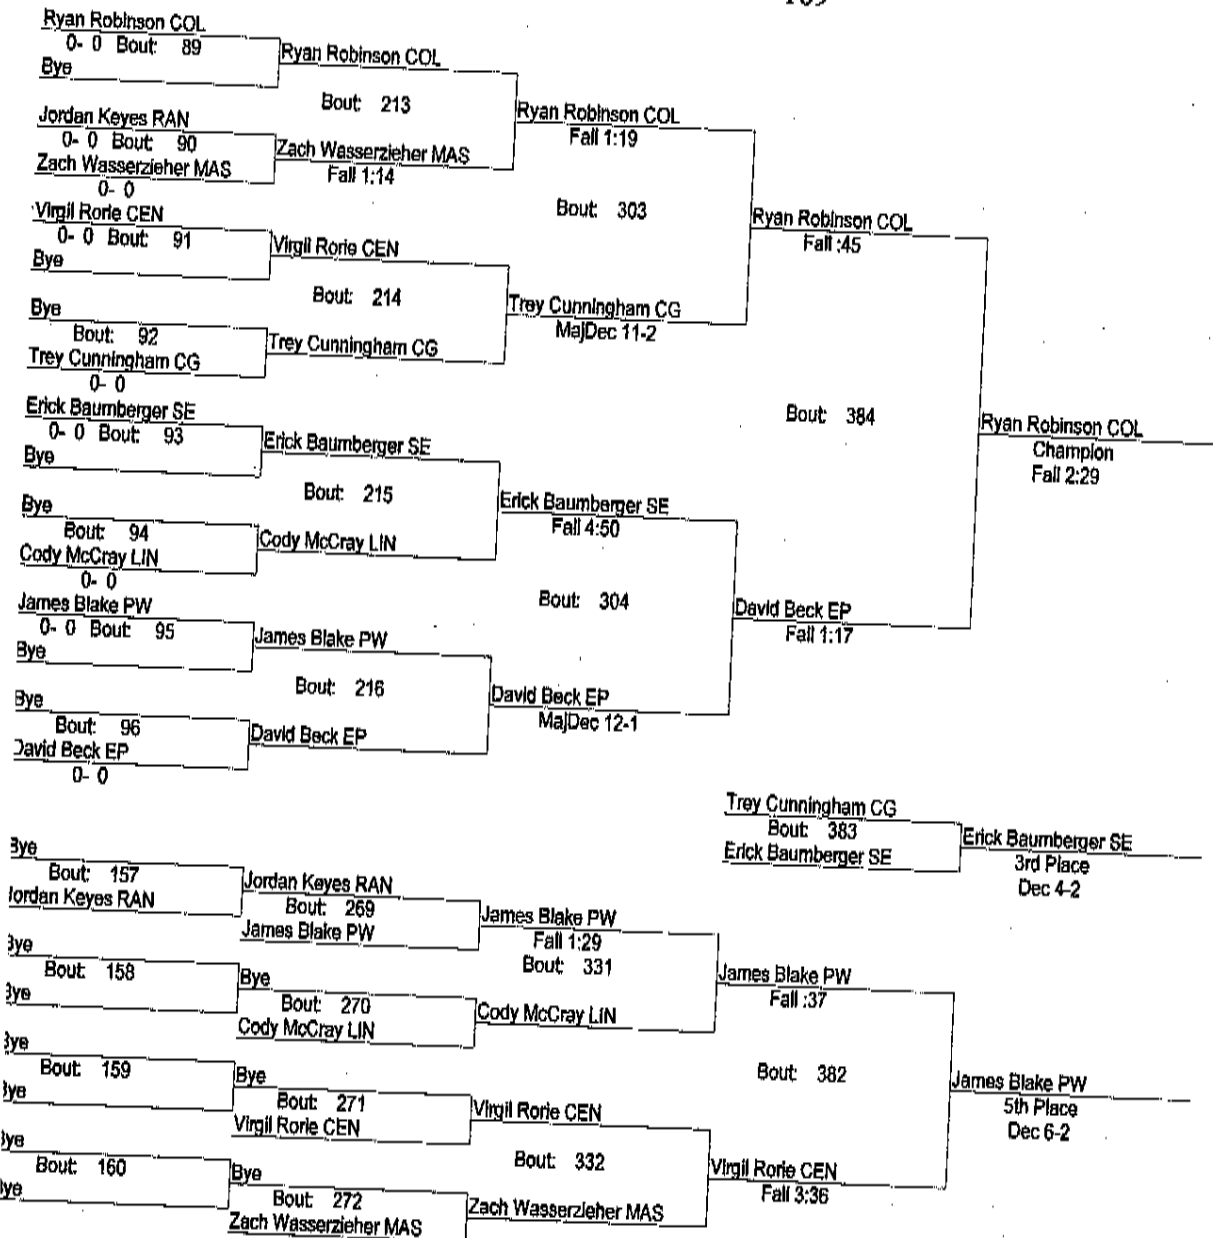 Ryan Robinson COL
0- 0 Bout: 89
Bye
Ryan Robinson COL
Bout: 213
Jordan Keyes RAN
0- 0 Bout: 90
Zach Wasserzieher MAS
0- 0
Zach Wasserzieher MAS
Fall 1:14
Ryan Robinson COL
Fall 1:19
Bout: 303
Virgil Rorie CEN
0- 0 Bout: 91
Bye
Virgil Rorie CEN
Bout: 214
Bye
Bout: 92
Trey Cunningham CG
0- 0
Trey Cunningham CG
Trey Cunningham CG
MajDec 11-2
Ryan Robinson COL
Fall :45
Bout: 384
Erick Baumberger SE
0- 0 Bout: 93
Bye
Erick Baumberger SE
Bout: 215
Bye
Bout: 94
Cody McCray LIN
0- 0
Cody McCray LIN
Erick Baumberger SE
Fall 4:50
Bout: 304
James Blake PW
0- 0 Bout: 95
Bye
James Blake PW
Bout: 216
Bye
Bout: 96
David Beck EP
0- 0
David Beck EP
David Beck EP
MajDec 12-1
David Beck EP
Fall 1:17
Ryan Robinson COL
Champion
Fall 2:29
Trey Cunningham CG
Bout: 383
Erick Baumberger SE
Erick Baumberger SE
3rd Place
Dec 4-2
Bye
Bout: 157
Jordan Keyes RAN
Jordan Keyes RAN
Bout: 269
James Blake PW
James Blake PW
Fall 1:29
Bout: 331
Bye
Bout: 158
Bye
Bye
Bout: 270
Cody McCray LIN
Cody McCray LIN
James Blake PW
Fall :37
Bout: 382
Bye
Bout: 159
Bye
Bye
Bout: 271
Virgil Rorie CEN
Virgil Rorie CEN
Bout: 332
Bye
Bout: 160
Bye
Bye
Bout: 272
Zach Wasserzieher MAS
Zach Wasserzieher MAS
Virgil Rorie CEN
Fall 3:36
James Blake PW
5th Place
Dec 6-2